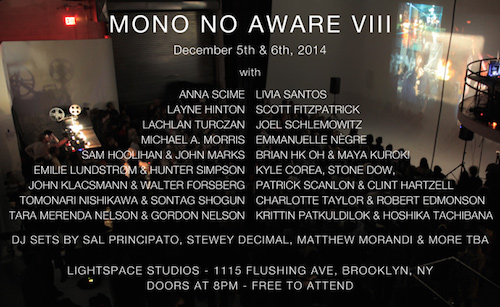 MONO NO AWARE VIII
December 5th & 6th, 2014
with
ANNA SCIME LIVIA SANTOS
LAYNE HINTON SCOTT FITZPATRICK
LACHLAN TURCZAN JOEL SCHLEMOWITZ
MICHAEL A. MORRIS EMMANUELLE NÈGRE
SAM HOOLIHAN & JOHN MARKS BRIAN HK OH & MAYA KUROKI
EMILIE LUNDSTRØM & HUNTER SIMPSON KYLE COREA, STONE DOW,
JOHN KLACSMANN & WALTER FORSBERG PATRICK SCANLON & CLINT HARTZELL
TOMONARI NISHIKAWA & SONTAG SHOGUN CHARLOTTE TAYLOR & ROBERT EDMONSON
TARA MERENDA NELSON & GORDON NELSON KRITTIN PATKULDILOK & HOSHIKA TACHIBANA
DJ SETS BY SAL PRINCIPATO, STEWEY DECIMAL, MATTHEW MORANDI & MORE TBA
LIGHTSPACE STUDIOS - 1115 FLUSHING AVE, BROOKLYN, NY
DOORS AT 8PM - FREE TO ATTEND